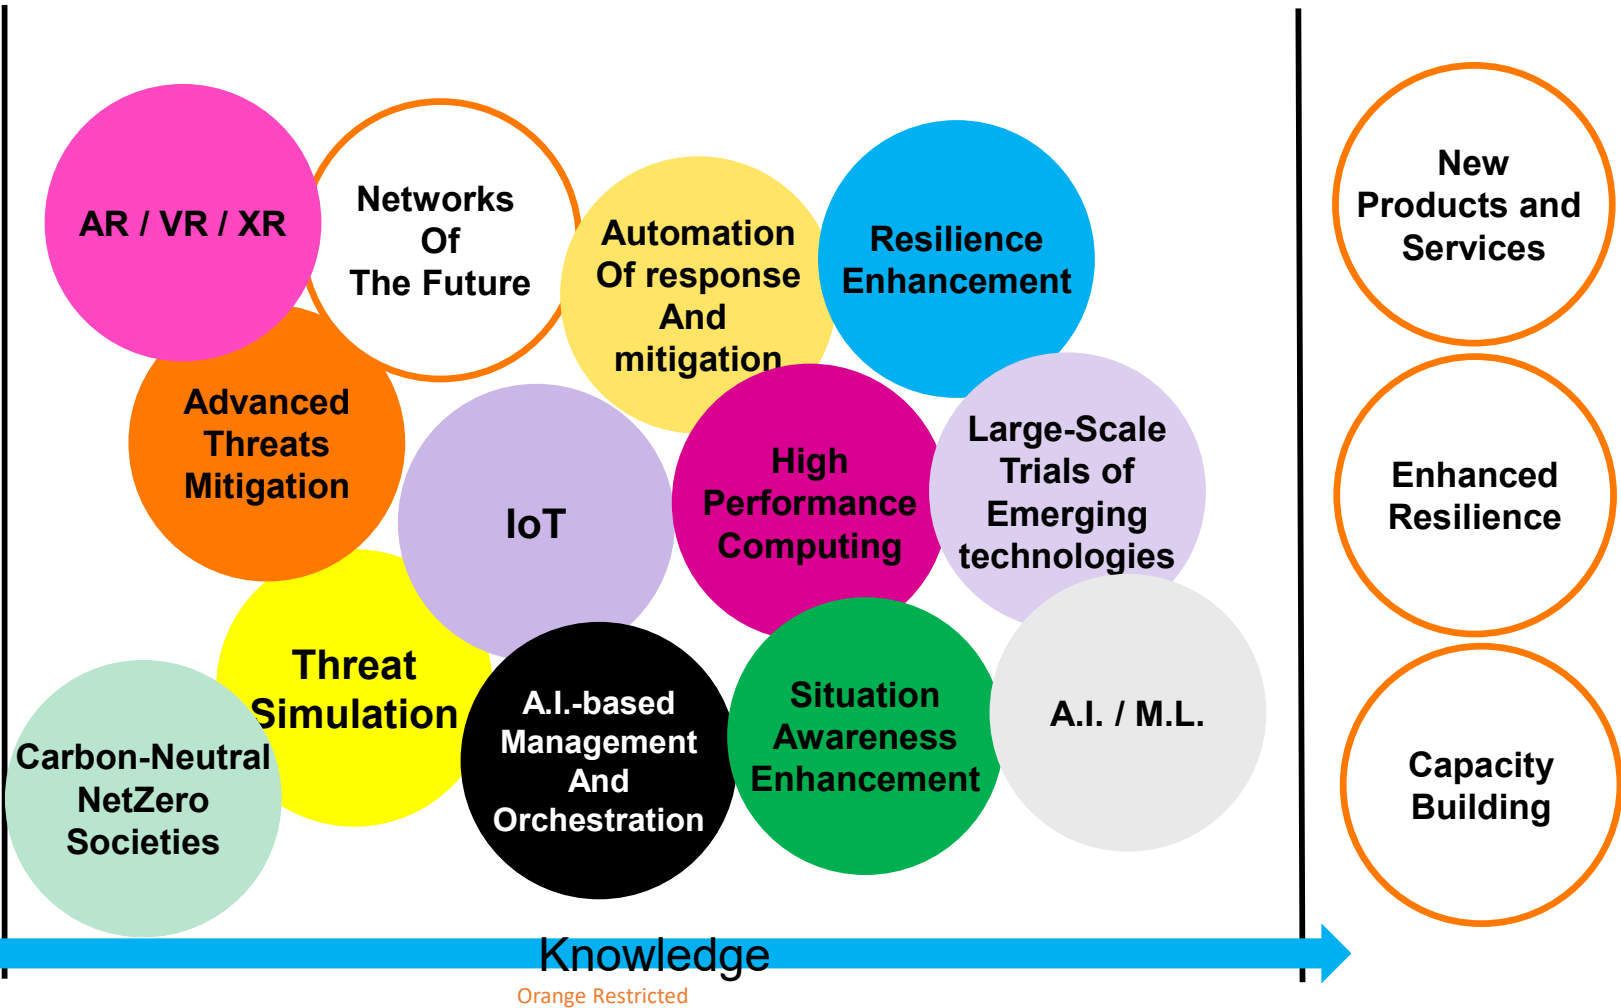 AR / VR / XR
Networks
Of
The Future
Automation
Of response
And
mitigation
Resilience
Enhancement
New
Products and
Services
Advanced
Threats
Mitigation
IoT
High
Performance
Computing
Large-Scale
Trials of
Emerging
technologies
Enhanced
Resilience
Carbon-Neutral
NetZero
Societies
Threat
Simulation
A.I.-based
Management
And
Orchestration
Situation
Awareness
Enhancement
A.I. / M.L.
Capacity
Building
Knowledge
Orange Restricted